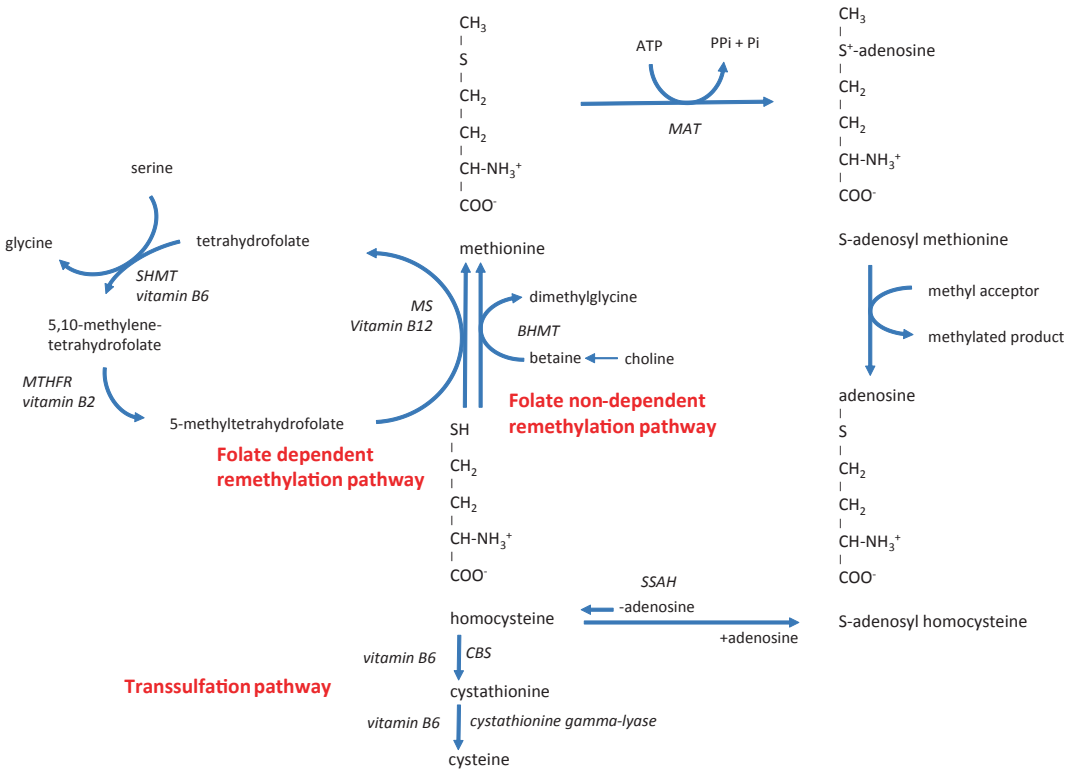 CH3
S
CH2
CH2
CH-NH3+
COO-
methionine
ATP
PPi + Pi
MAT
CH3
S+-adenosine
CH2
CH2
CH-NH3+
COO-
S-adenosyl methionine
methyl acceptor
methylated product
adenosine
S
CH2
CH2
CH-NH3+
COO-
S-adenosyl homocysteine
serine
glycine
tetrahydrofolate
SHMT
vitamin B6
5,10-methylene-
tetrahydrofolate
MTHFR
vitamin B2
5-methyltetrahydrofolate
MS
Vitamin B12
dimethylglycine
BHMT
betaine
choline
Folate dependent
remethylation pathway
Folate non-dependent
remethylation pathway
SH
CH2
CH2
CH-NH3+
COO-
homocysteine
SSAH
-adenosine
+adenosine
vitamin B6
CBS
Transsulfation pathway
cystathionine
vitamin B6
cystathionine gamma-lyase
cysteine